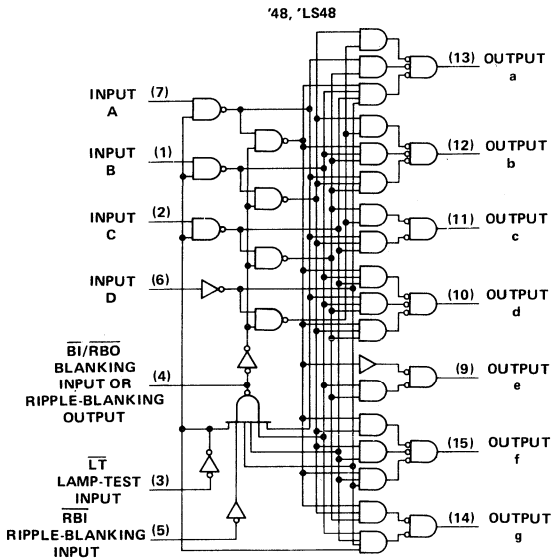 '48, 'LS48
INPUT A (7)
INPUT B (1)
INPUT C (2)
INPUT D (6)
BI/RBO
BLANKING
INPUT OR (4)
RIPPLE-BLANKING
OUTPUT
LT
LAMP-TEST (3)
INPUT
RBI
RIPPLE-BLANKING (5)
INPUT
(13) OUTPUT a
(12) OUTPUT b
(11) OUTPUT c
(10) OUTPUT d
(9) OUTPUT e
(15) OUTPUT f
(14) OUTPUT g